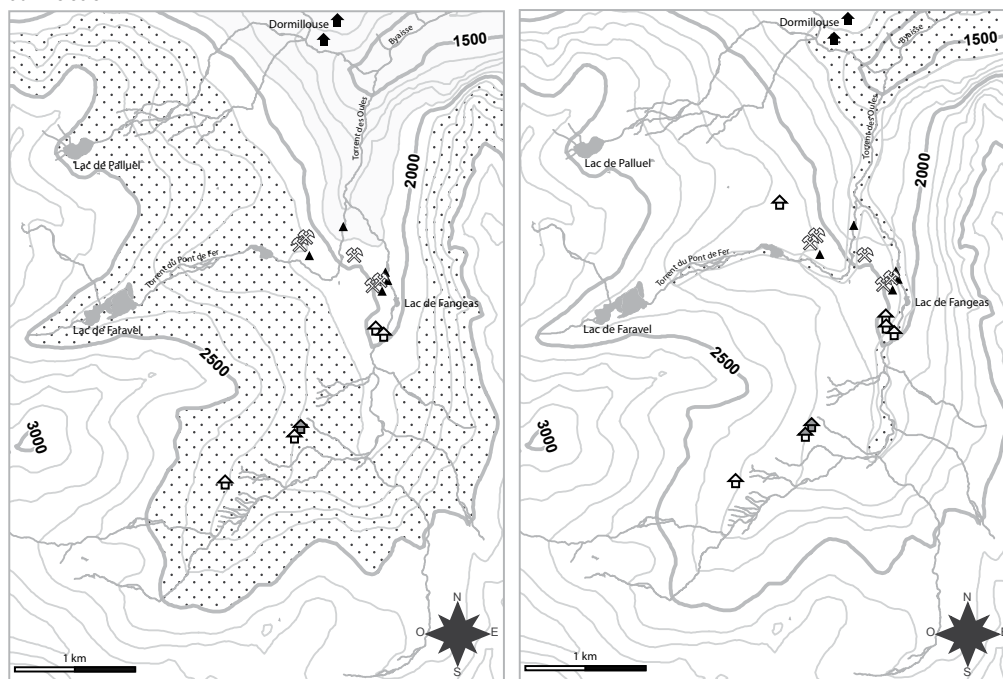 Dormillouse
Byaisse
1500
Torrent des Oules
2000
Lac de Palluel
Torrent du Pont de Fer
Lac de Fangeas
Lac de Faravel
2500
3000
N
O
E
S
1 km
Dormillouse
Byaisse
1500
Torrent des Oules
2000
Lac de Palluel
Torrent du Pont de Fer
Lac de Fangeas
Lac de Faravel
2500
3000
N
O
S
1 km